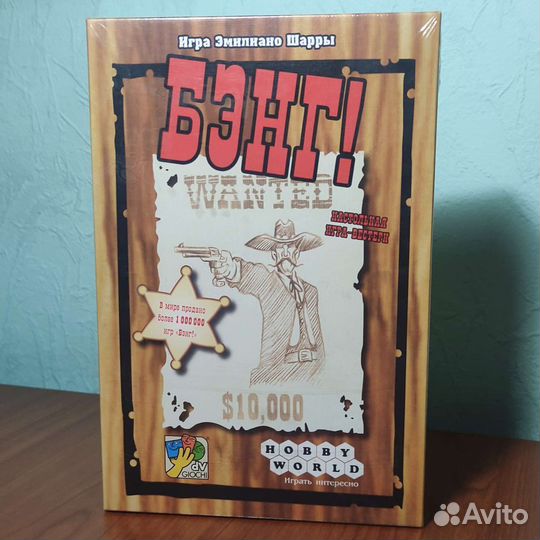 Игра Эмилиано Шарры
БЭНГ!
WANTED
НАСТОЛЬНАЯ
ИГРА-ВЕСТЕРН
В мире продано
более 1 000 000
игр «Бэнг!»
$10,000
dV
GIOCHI
HOBBY
WORLD
Играть интересно
Avito